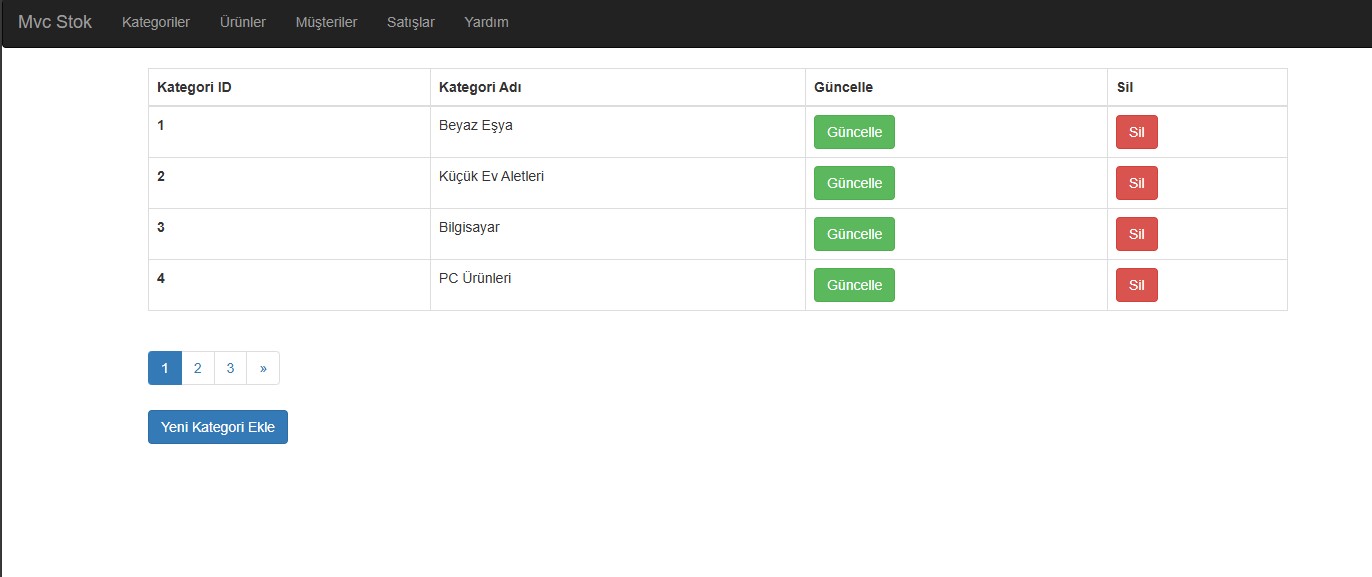 Mvc Stok Kategoriler Ürünler Müşteriler Satışlar Yardım
Kategori ID Kategori Adı Güncelle Sil
1 Beyaz Eşya Güncelle Sil
2 Küçük Ev Aletleri Güncelle Sil
3 Bilgisayar Güncelle Sil
4 PC Ürünleri Güncelle Sil
1 2 3 »
Yeni Kategori Ekle